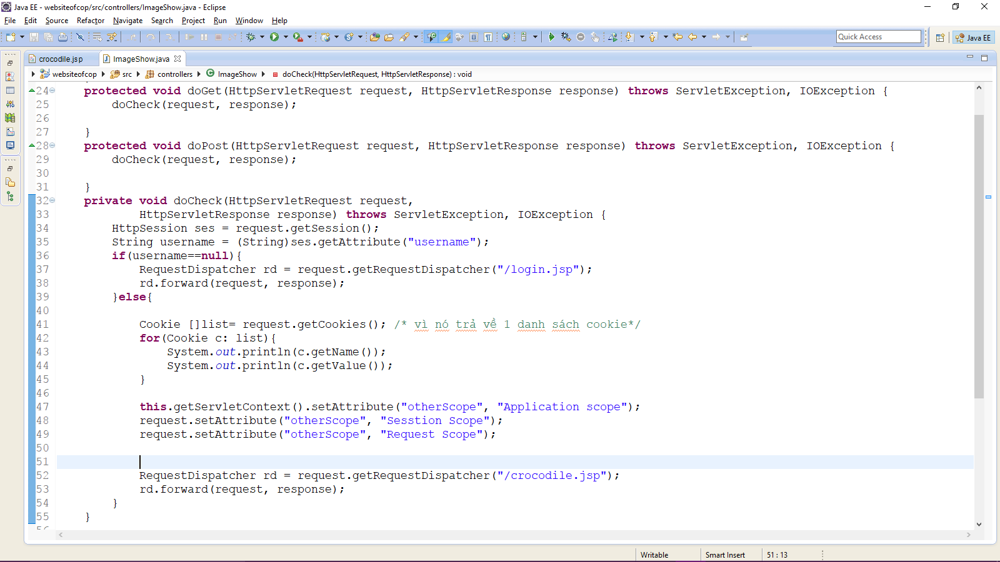 Java EE - websiteofcop/src/controllers/ImageShow.java - Eclipse
File Edit Source Refactor Navigate Search Project Run Window Help
Quick Access
Java EE
crocodile.jsp
ImageShow.java
websiteofcop src controllers ImageShow doCheck(HttpServletRequest, HttpServletResponse) : void
24 protected void doGet(HttpServletRequest request, HttpServletResponse response) throws ServletException, IOException {
25 doCheck(request, response);
26
27 }
28 protected void doPost(HttpServletRequest request, HttpServletResponse response) throws ServletException, IOException {
29 doCheck(request, response);
30
31 }
32 private void doCheck(HttpServletRequest request,
33 HttpServletResponse response) throws ServletException, IOException {
34 HttpSession ses = request.getSession();
35 String username = (String)ses.getAttribute("username");
36 if(username==null){
37 RequestDispatcher rd = request.getRequestDispatcher("/login.jsp");
38 rd.forward(request, response);
39 }else{
40
41 Cookie []list= request.getCookies(); /* vì nó trả về 1 danh sách cookie*/
42 for(Cookie c: list){
43 System.out.println(c.getName());
44 System.out.println(c.getValue());
45 }
46
47 this.getServletContext().setAttribute("otherScope", "Application scope");
48 request.setAttribute("otherScope", "Sesstion Scope");
49 request.setAttribute("otherScope", "Request Scope");
50
51
52 RequestDispatcher rd = request.getRequestDispatcher("/crocodile.jsp");
53 rd.forward(request, response);
54 }
55 }
Writable Smart Insert 51 : 13